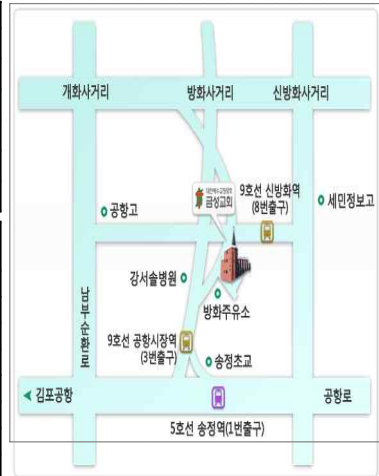 개화사거리
방화사거리
신방화사거리
금성교회
9호선 신방화역
(8번출구)
세민정보고
공항고
강서솔병원
방화주유소
남부순환로
9호선 공항시장역
(3번출구)
송정초교
김포공항
공항로
5호선 송정역(1번출구)